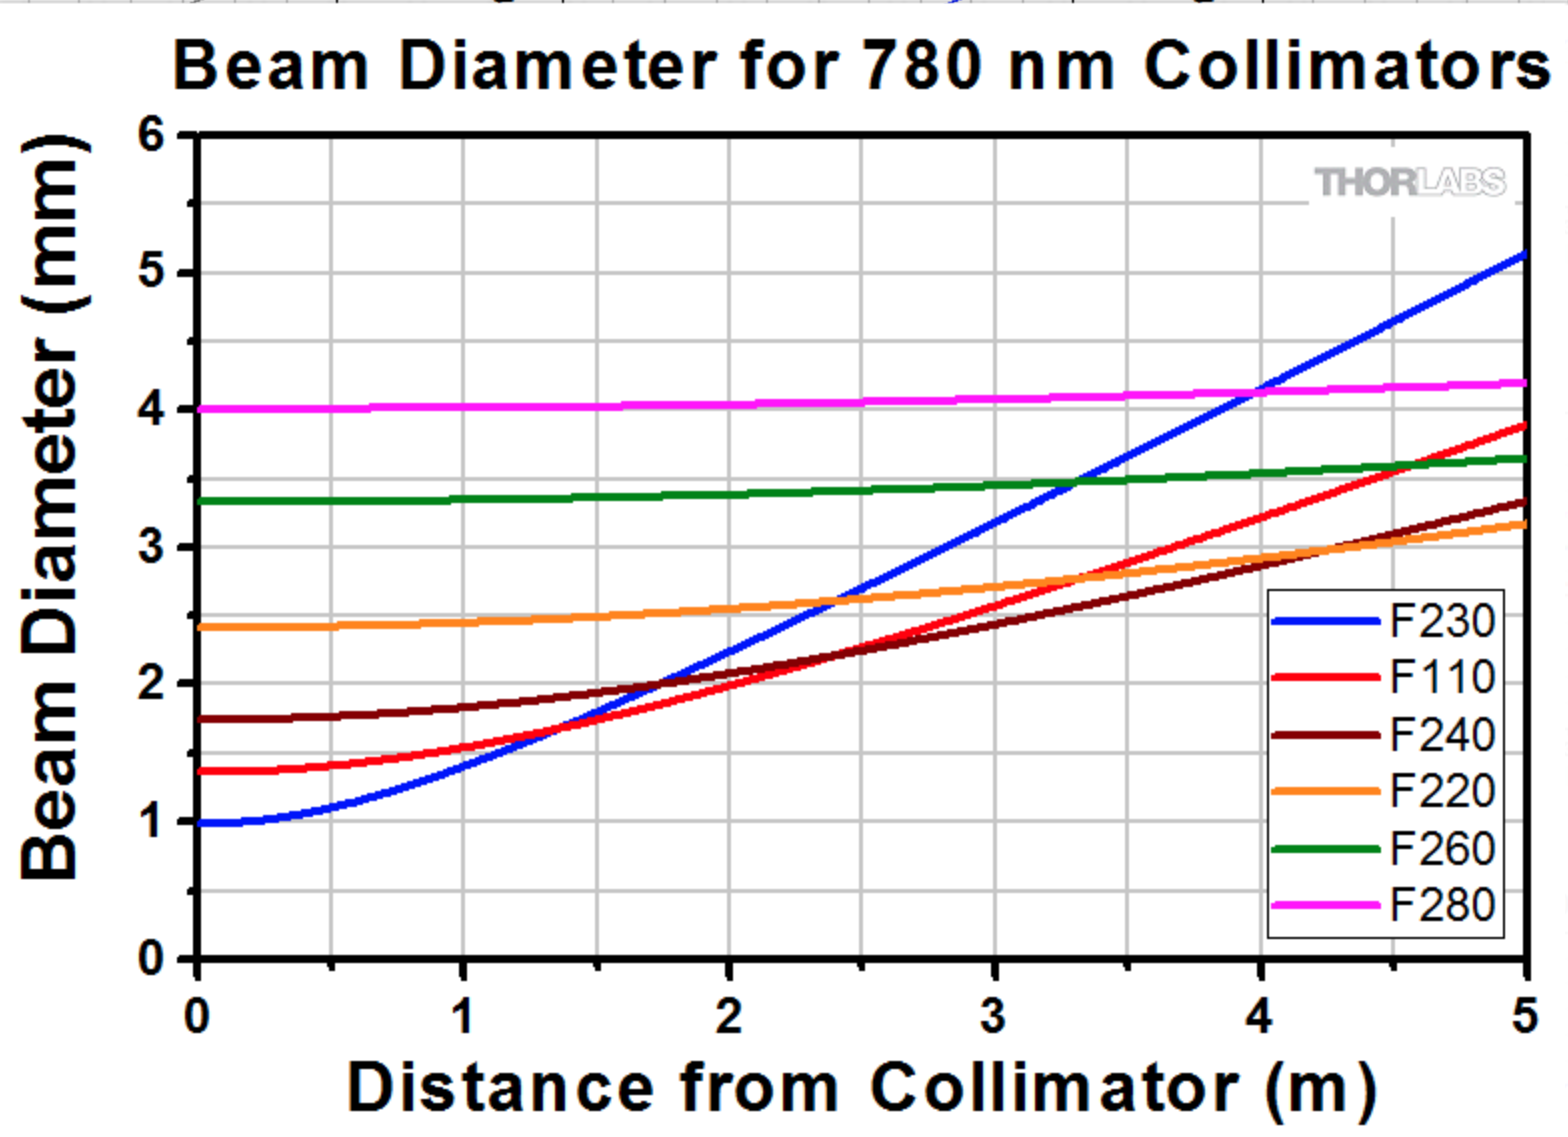 Beam Diameter for 780 nm Collimators
THORLABS
Beam Diameter (mm)
6
5
4
3
2
1
0
0 1 2 3 4 5
Distance from Collimator (m)
F230
F110
F240
F220
F260
F280